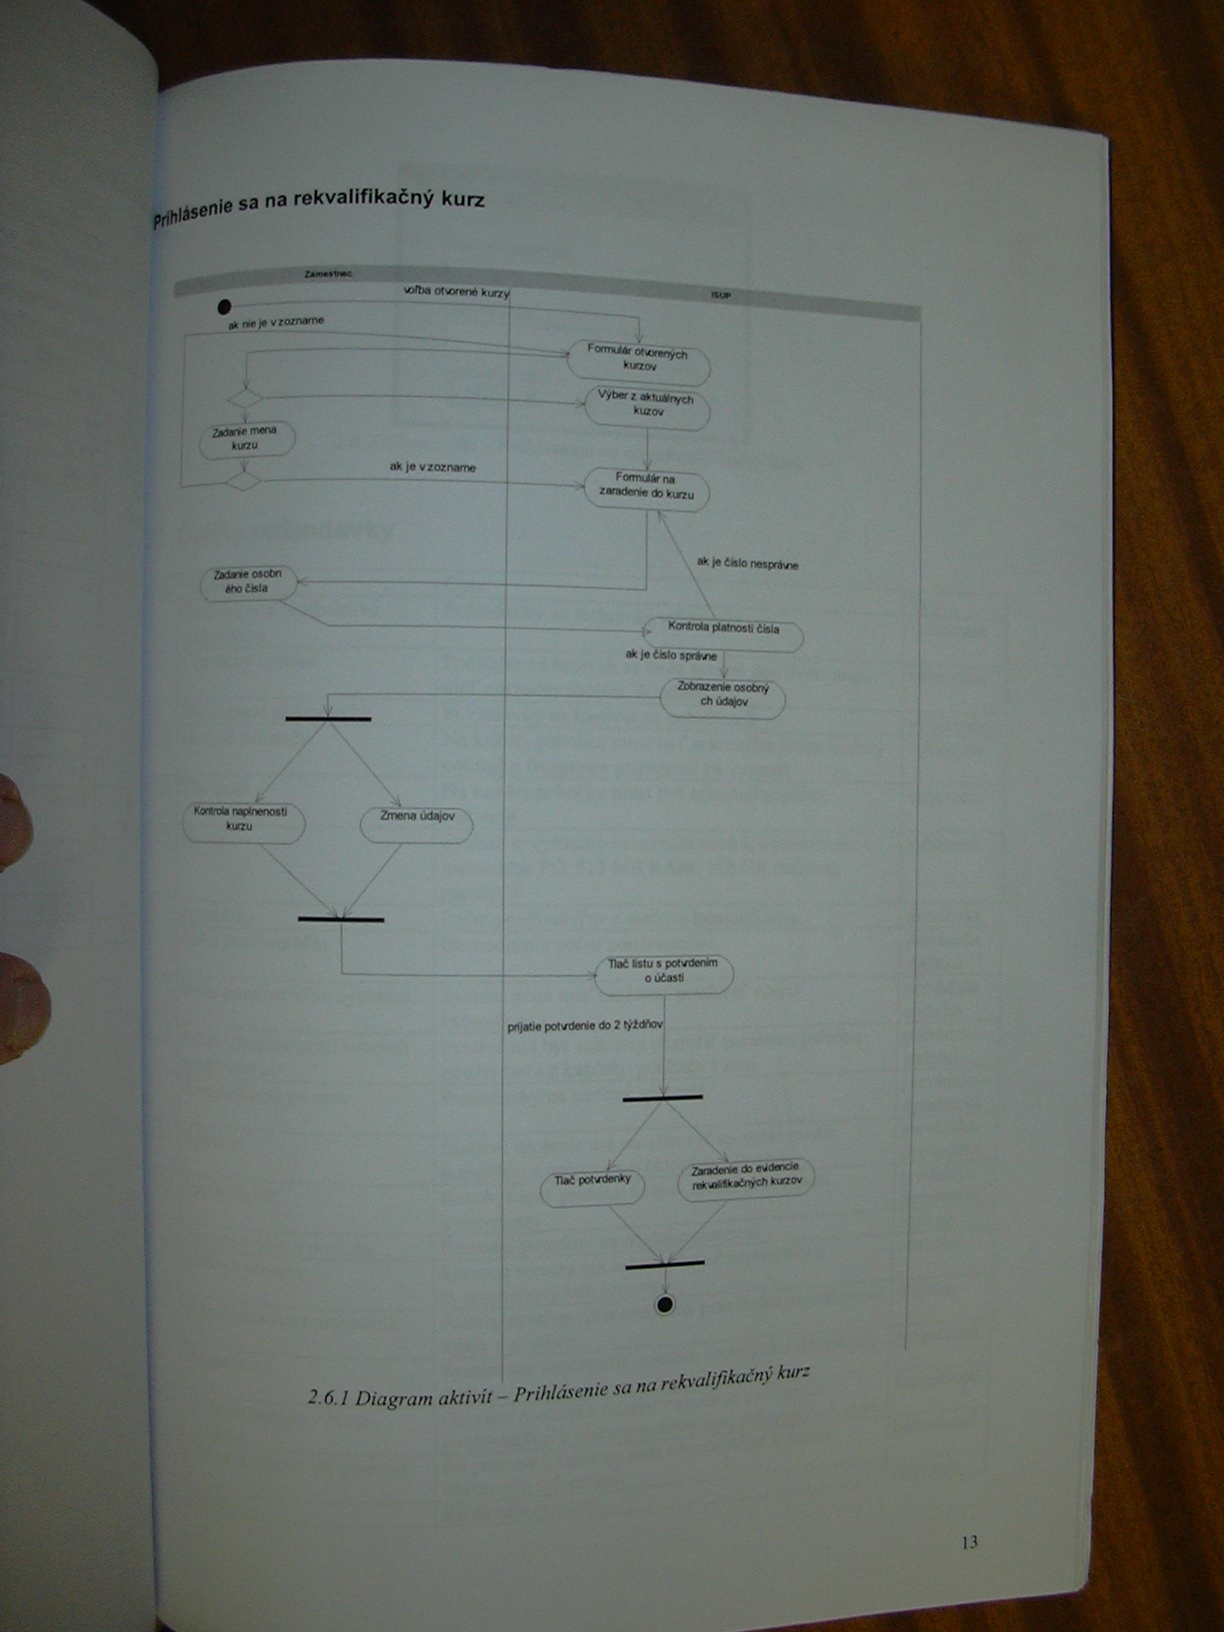 Prihlásenie sa na rekvalifikačný kurz
Zamestnec
ISUP
voľba otvorené kurzy
ak nie je v zozname
Formulár otvorených
kurzov
Výber z aktuálnych
kuzov
Zadanie mena
kurzu
ak je v zozname
Formulár na
zaradenie do kurzu
ak je číslo nesprávne
Zadanie osobn
ého čísla
Kontrola platnosti čísla
ak je číslo správne
Zobrazenie osobný
ch údajov
Kontrola naplnenosti
kurzu
Zmena údajov
Tlač listu s potvrdením
o účasti
prijatie potvrdenie do 2 týždňov
Tlač potvrdenky
Zaradenie do evidencie
rekvalifikačných kurzov
2.6.1 Diagram aktivít – Prihlásenie sa na rekvalifikačný kurz
13